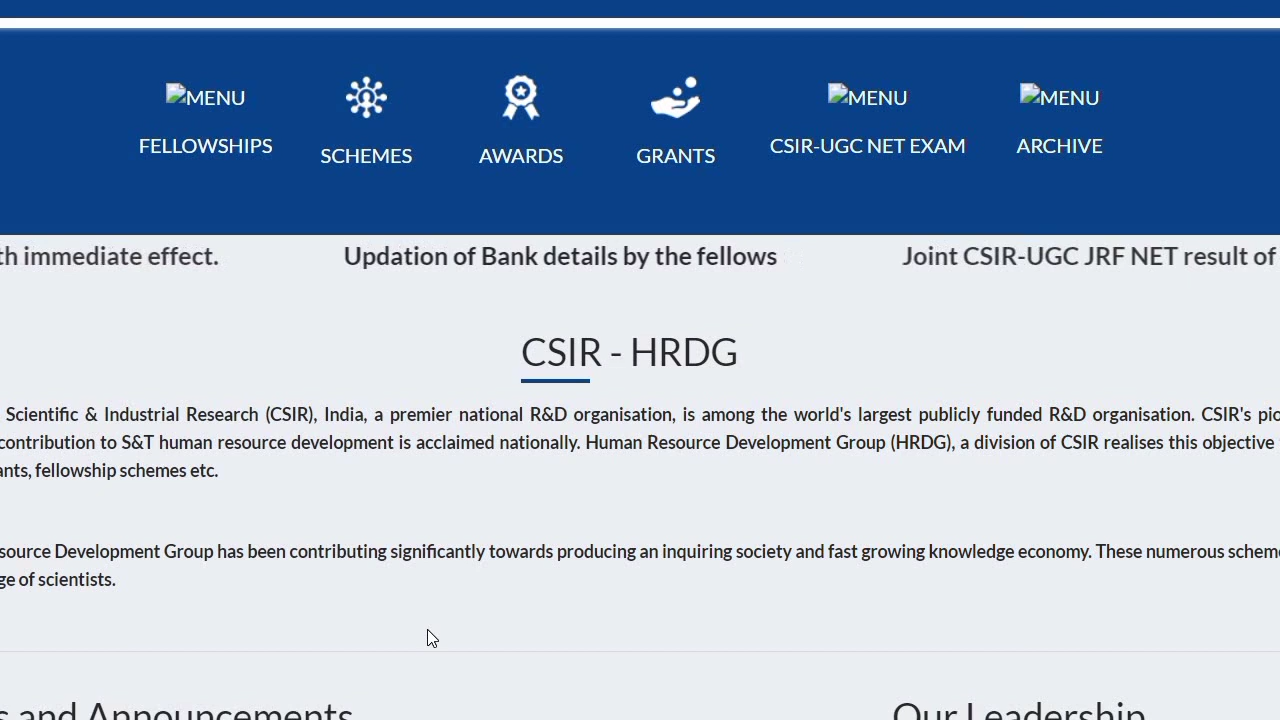 MENU MENU MENU
FELLOWSHIPS SCHEMES AWARDS GRANTS CSIR-UGC NET EXAM ARCHIVE
th immediate effect. Updation of Bank details by the fellows Joint CSIR-UGC JRF NET result of
CSIR - HRDG
Scientific & Industrial Research (CSIR), India, a premier national R&D organisation, is among the world's largest publicly funded R&D organisation. CSIR's pio
contribution to S&T human resource development is acclaimed nationally. Human Resource Development Group (HRDG), a division of CSIR realises this objective
ants, fellowship schemes etc.
source Development Group has been contributing significantly towards producing an inquiring society and fast growing knowledge economy. These numerous scheme
ge of scientists.
s and Announcements Our Leadership